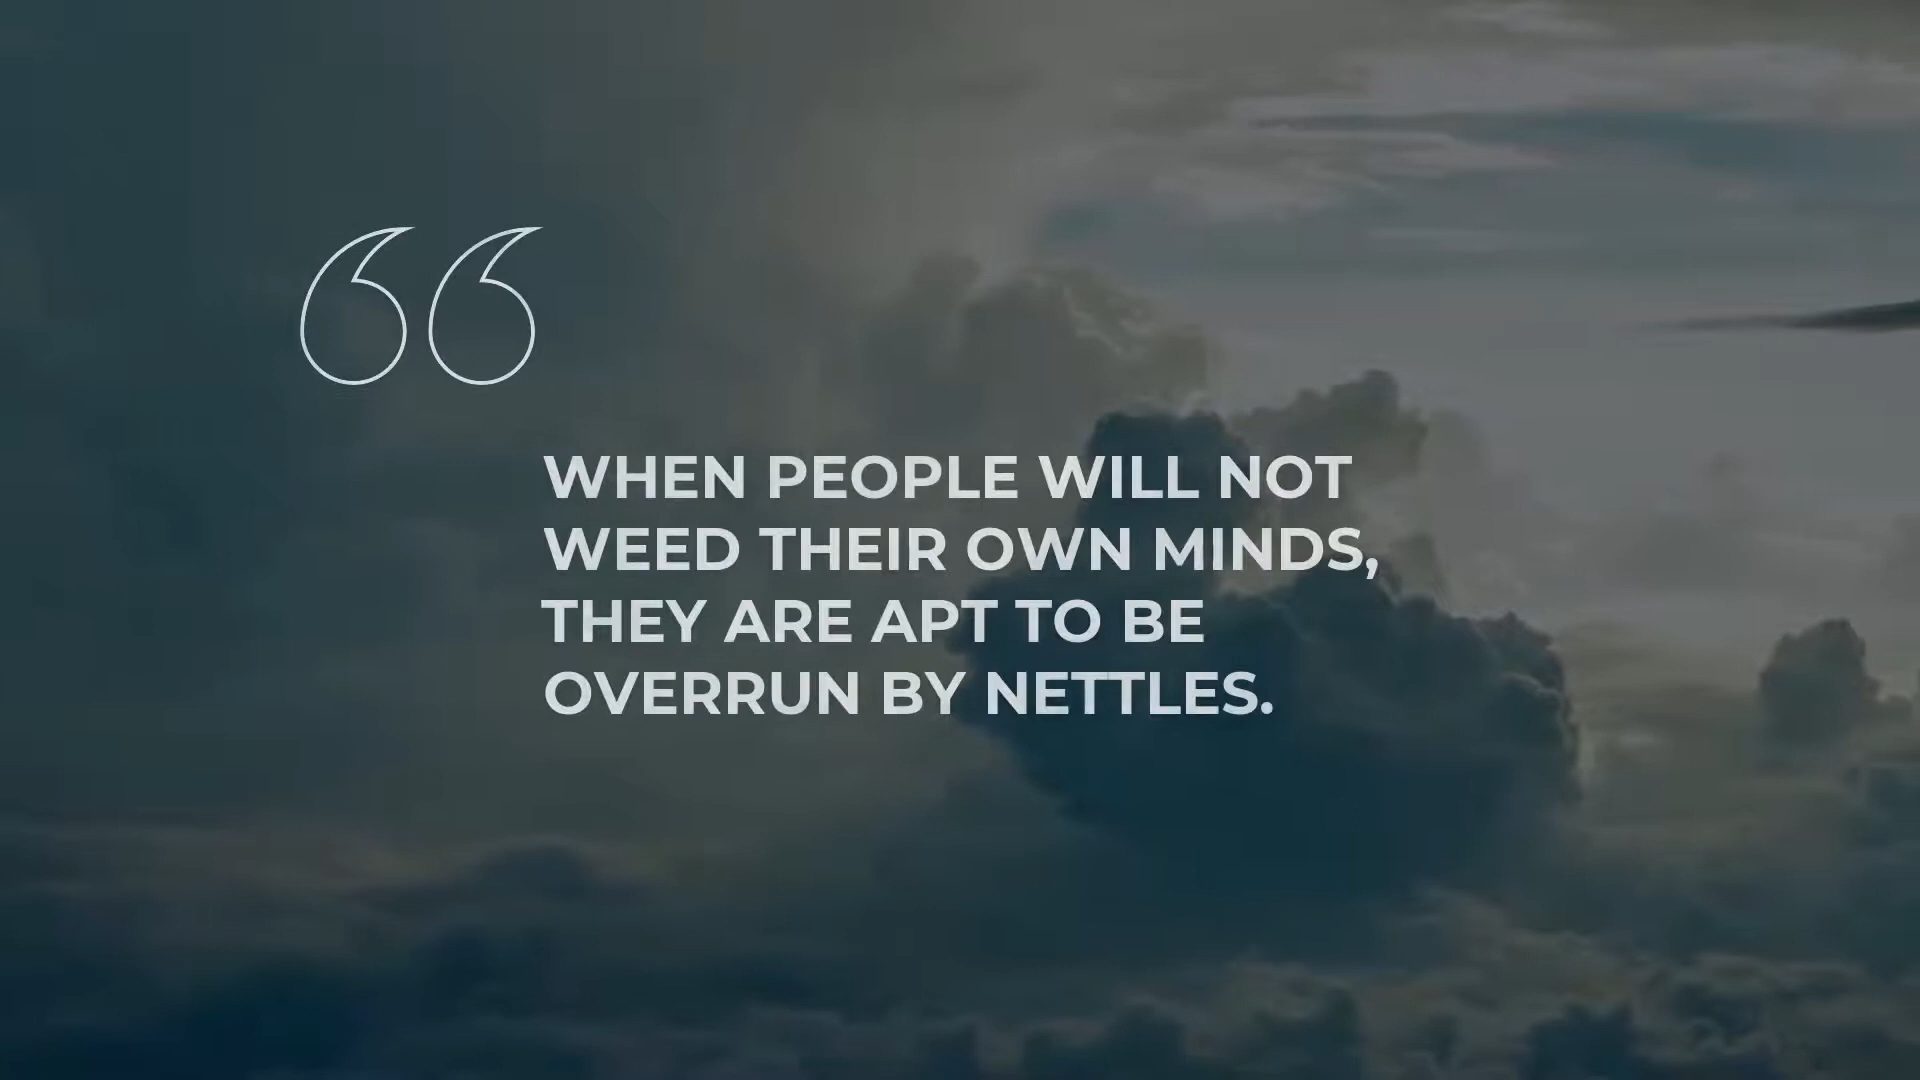 WHEN PEOPLE WILL NOT
WEED THEIR OWN MINDS,
THEY ARE APT TO BE
OVERRUN BY NETTLES.